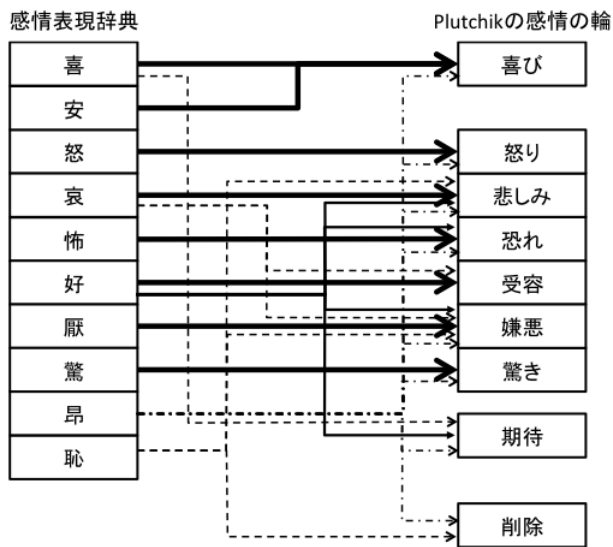 感情表現辞典
喜
安
怒
哀
怖
好
厭
驚
昂
恥
Plutchikの感情の輪
喜び
怒り
悲しみ
恐れ
受容
嫌悪
驚き
期待
削除